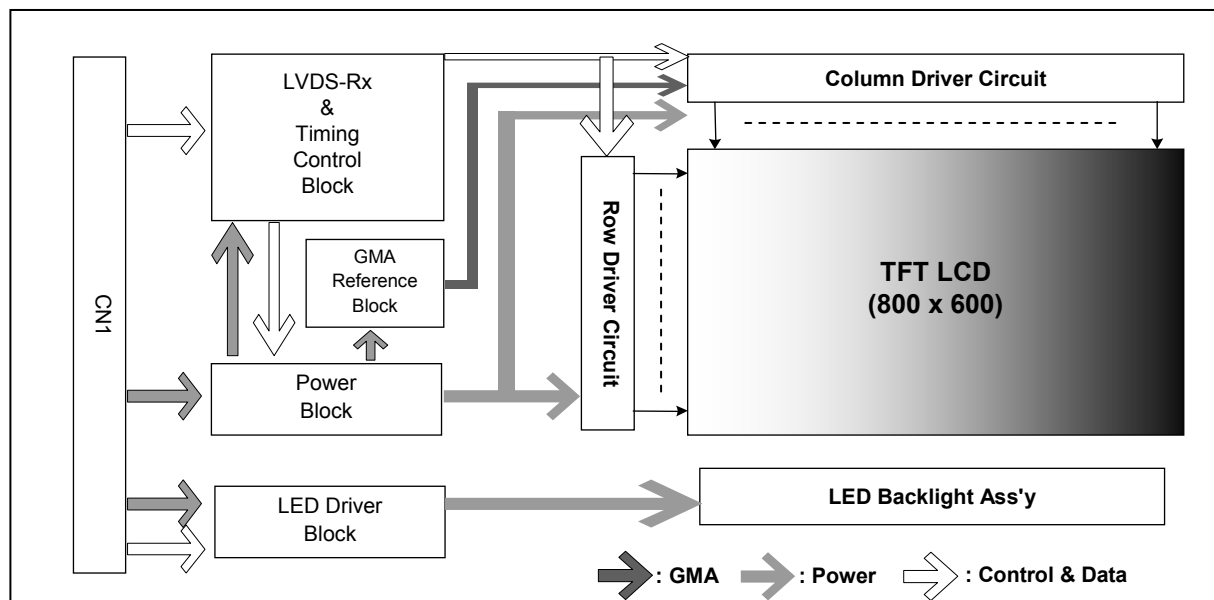 CN1
LVDS-Rx
&
Timing
Control
Block
GMA
Reference
Block
Power
Block
LED Driver
Block
Row Driver Circuit
Column Driver Circuit
TFT LCD
(800 x 600)
LED Backlight Ass'y
: GMA
: Power
: Control & Data